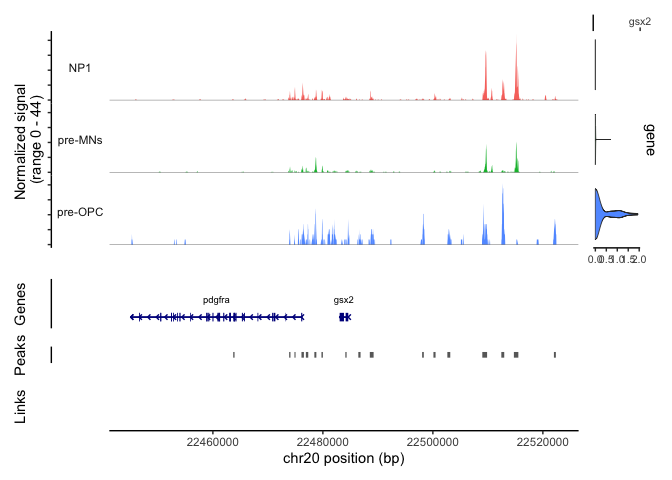 gsx2
NP1
pre-MNs
pre-OPC
Normalized signal
(range 0 - 44)
gene
0.0 0.5 1.0 1.5 2.0
Genes
pdgfra
gsx2
Peaks
Links
22460000 22480000 22500000 22520000
chr20 position (bp)